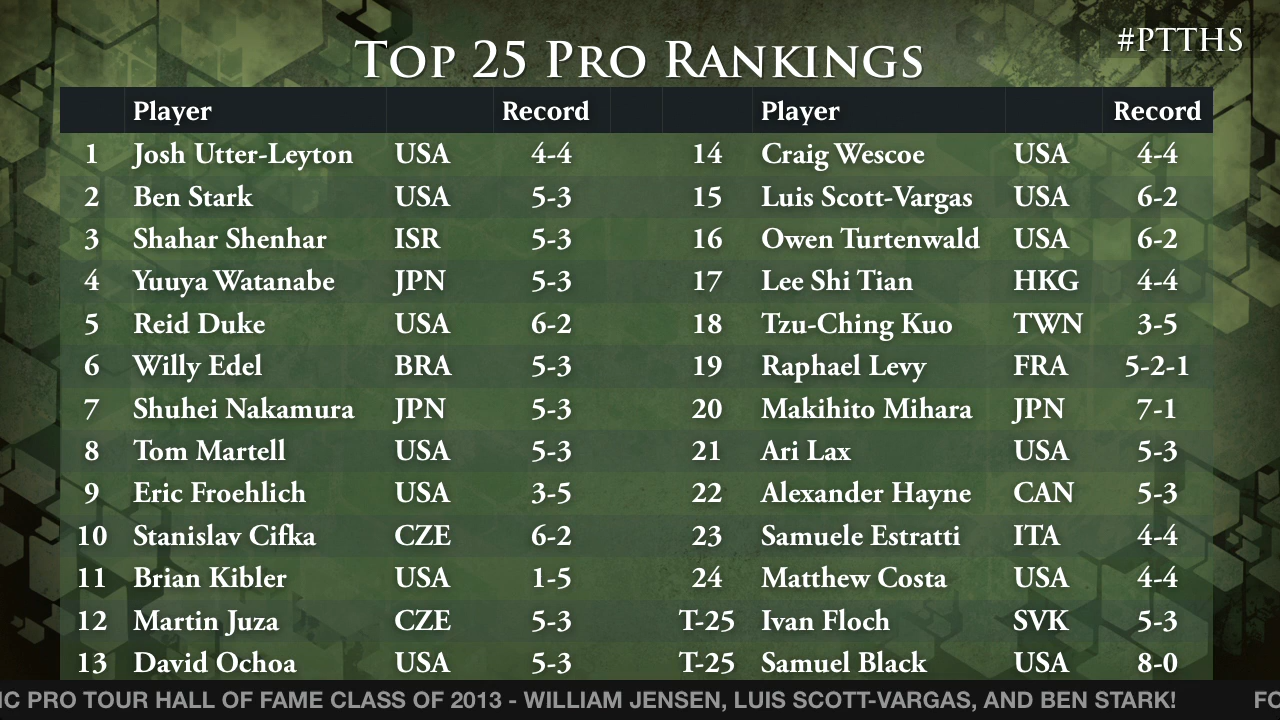 #PTTHS
Top 25 Pro Rankings
Player Record Player Record
1 Josh Utter-Leyton USA 4-4 14 Craig Wescoe USA 4-4
2 Ben Stark USA 5-3 15 Luis Scott-Vargas USA 6-2
3 Shahar Shenhar ISR 5-3 16 Owen Turtenwald USA 6-2
4 Yuuya Watanabe JPN 5-3 17 Lee Shi Tian HKG 4-4
5 Reid Duke USA 6-2 18 Tzu-Ching Kuo TWN 3-5
6 Willy Edel BRA 5-3 19 Raphael Levy FRA 5-2-1
7 Shuhei Nakamura JPN 5-3 20 Makihito Mihara JPN 7-1
8 Tom Martell USA 5-3 21 Ari Lax USA 5-3
9 Eric Froehlich USA 3-5 22 Alexander Hayne CAN 5-3
10 Stanislav Cifka CZE 6-2 23 Samuele Estratti ITA 4-4
11 Brian Kibler USA 1-5 24 Matthew Costa USA 4-4
12 Martin Juza CZE 5-3 T-25 Ivan Floch SVK 5-3
13 David Ochoa USA 5-3 T-25 Samuel Black USA 8-0
IC PRO TOUR HALL OF FAME CLASS OF 2013 - WILLIAM JENSEN, LUIS SCOTT-VARGAS, AND BEN STARK! FO